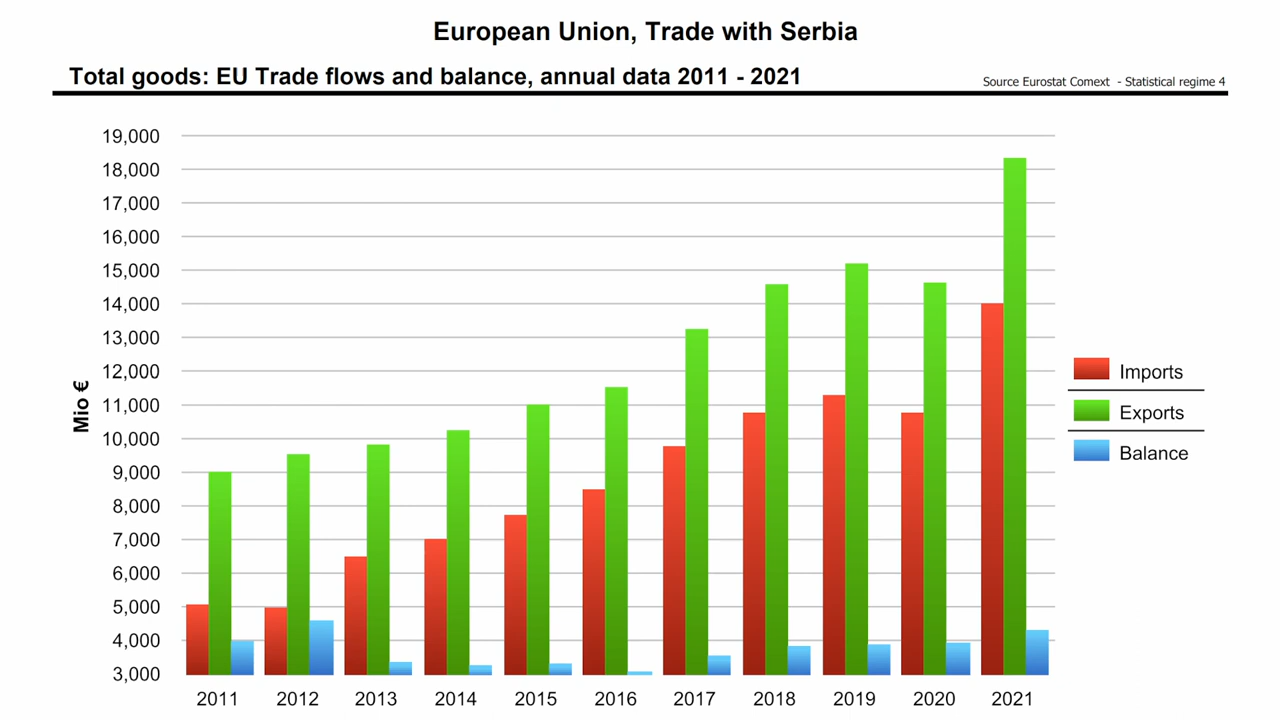 European Union, Trade with Serbia
Total goods: EU Trade flows and balance, annual data 2011 - 2021
Source Eurostat Comext - Statistical regime 4
19,000
18,000
17,000
16,000
15,000
14,000
13,000
12,000
11,000
10,000
9,000
8,000
7,000
6,000
5,000
4,000
3,000
Mio €
Imports
Exports
Balance
2011 2012 2013 2014 2015 2016 2017 2018 2019 2020 2021